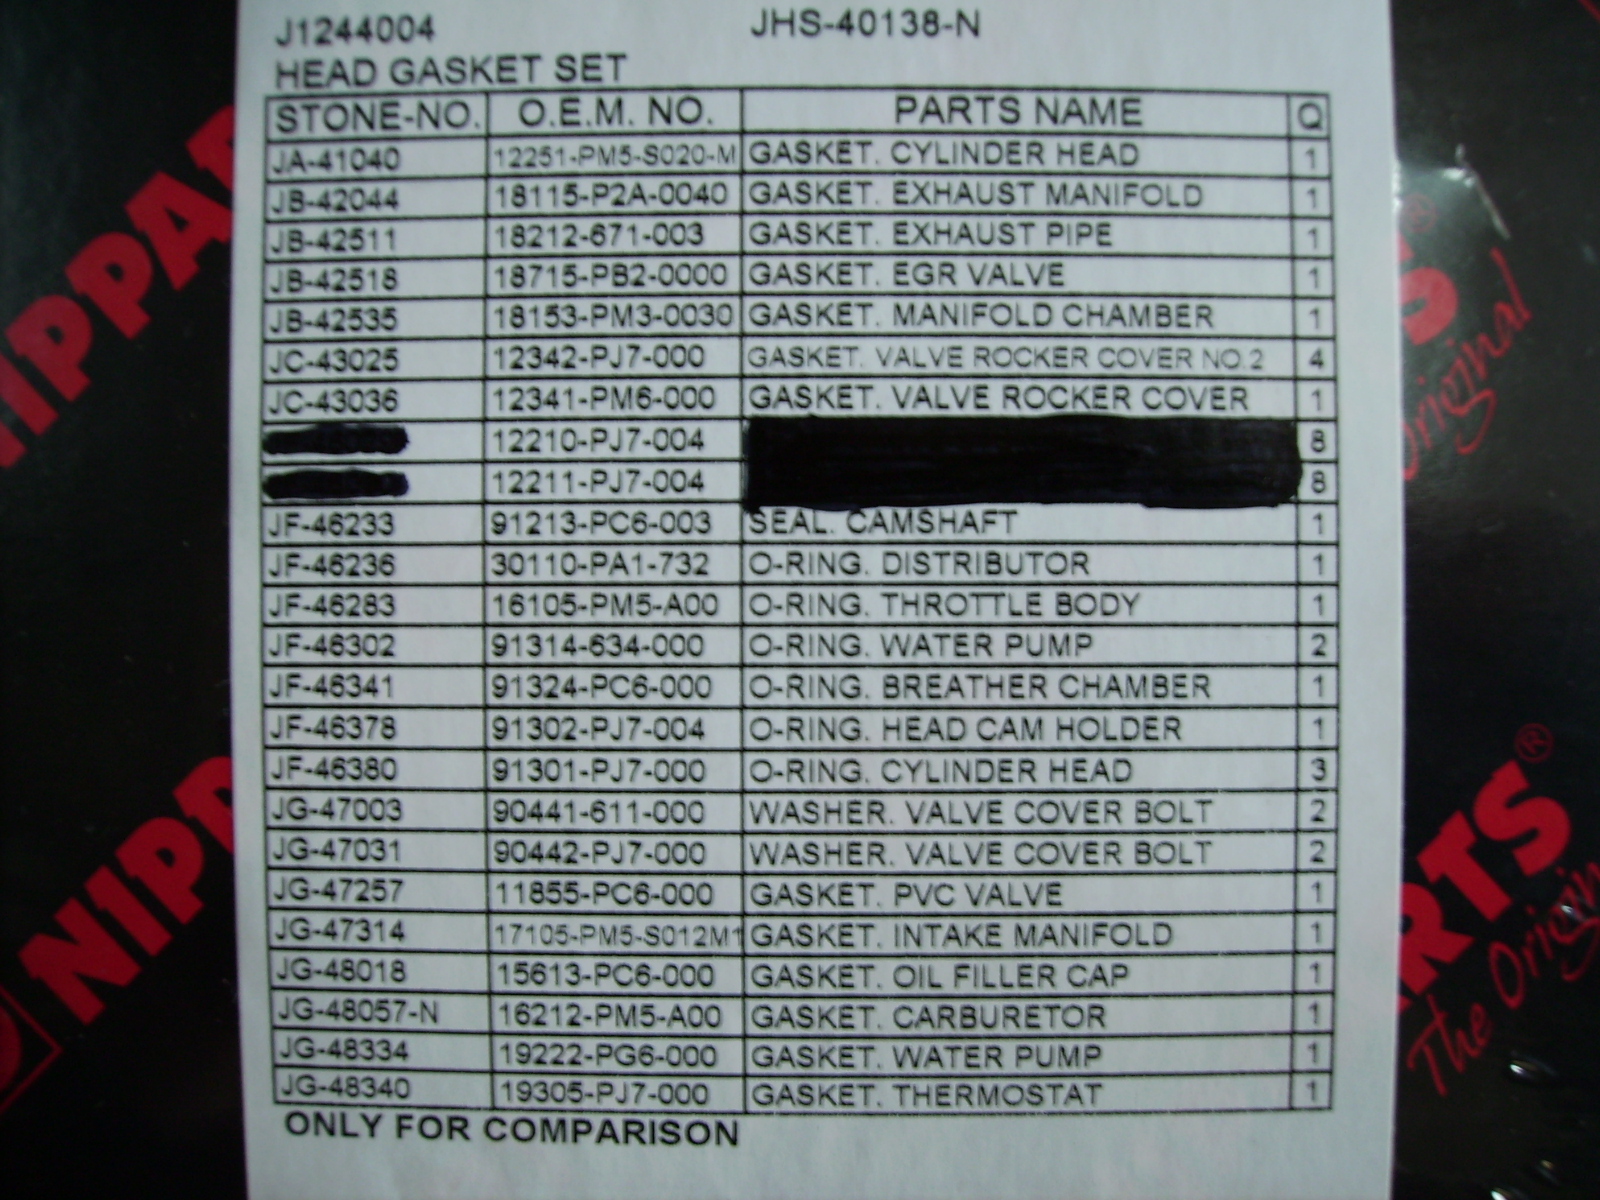 J1244004 JHS-40138-N
HEAD GASKET SET
STONE-NO. O.E.M. NO. PARTS NAME Q
JA-41040 12251-PM5-S020-M GASKET. CYLINDER HEAD 1
JB-42044 18115-P2A-0040 GASKET. EXHAUST MANIFOLD 1
JB-42511 18212-671-003 GASKET. EXHAUST PIPE 1
JB-42518 18715-PB2-0000 GASKET. EGR VALVE 1
JB-42535 18153-PM3-0030 GASKET. MANIFOLD CHAMBER 1
JC-43025 12342-PJ7-000 GASKET. VALVE ROCKER COVER NO.2 4
JC-43036 12341-PM6-000 GASKET. VALVE ROCKER COVER 1
12210-PJ7-004 8
12211-PJ7-004 8
JF-46233 91213-PC6-003 SEAL. CAMSHAFT 1
JF-46236 30110-PA1-732 O-RING. DISTRIBUTOR 1
JF-46283 16105-PM5-A00 O-RING. THROTTLE BODY 1
JF-46302 91314-634-000 O-RING. WATER PUMP 2
JF-46341 91324-PC6-000 O-RING. BREATHER CHAMBER 1
JF-46378 91302-PJ7-004 O-RING. HEAD CAM HOLDER 1
JF-46380 91301-PJ7-000 O-RING. CYLINDER HEAD 3
JG-47003 90441-611-000 WASHER. VALVE COVER BOLT 2
JG-47031 90442-PJ7-000 WASHER. VALVE COVER BOLT 2
JG-47257 11855-PC6-000 GASKET. PVC VALVE 1
JG-47314 17105-PM5-S012M1 GASKET. INTAKE MANIFOLD 1
JG-48018 15613-PC6-000 GASKET. OIL FILLER CAP 1
JG-48057-N 16212-PM5-A00 GASKET. CARBURETOR 1
JG-48334 19222-PG6-000 GASKET. WATER PUMP 1
JG-48340 19305-PJ7-000 GASKET. THERMOSTAT 1
ONLY FOR COMPARISON
NIPPA
S®
Original
NIPP
RTS®
The Origin